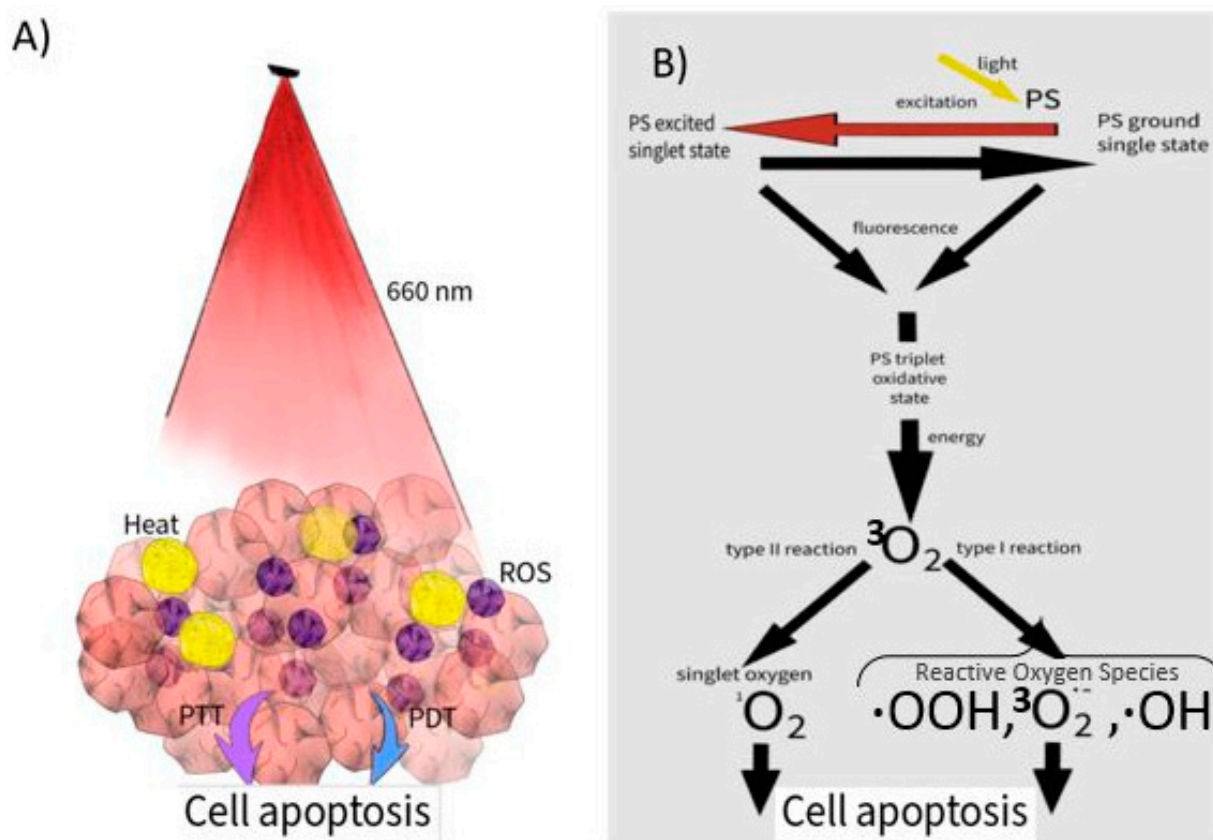 A)
660 nm
Heat
ROS
PTT
PDT
Cell apoptosis
B)
light
PS
excitation
PS excited
singlet state
PS ground
single state
fluorescence
PS triplet
oxidative
state
energy
³O₂
type II reaction
type I reaction
singlet oxygen
¹O₂
Reactive Oxygen Species
·OOH, ³O₂˙⁻, ·OH
Cell apoptosis